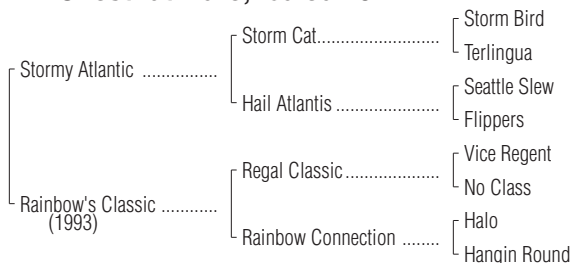 Storm Bird
Storm Cat..........................
Terlingua
Stormy Atlantic ................
Seattle Slew
Hail Atlantis ......................
Flippers
Vice Regent
Regal Classic....................
No Class
Rainbow's Classic ............
(1993)
Halo
Rainbow Connection ........
Hangin Round